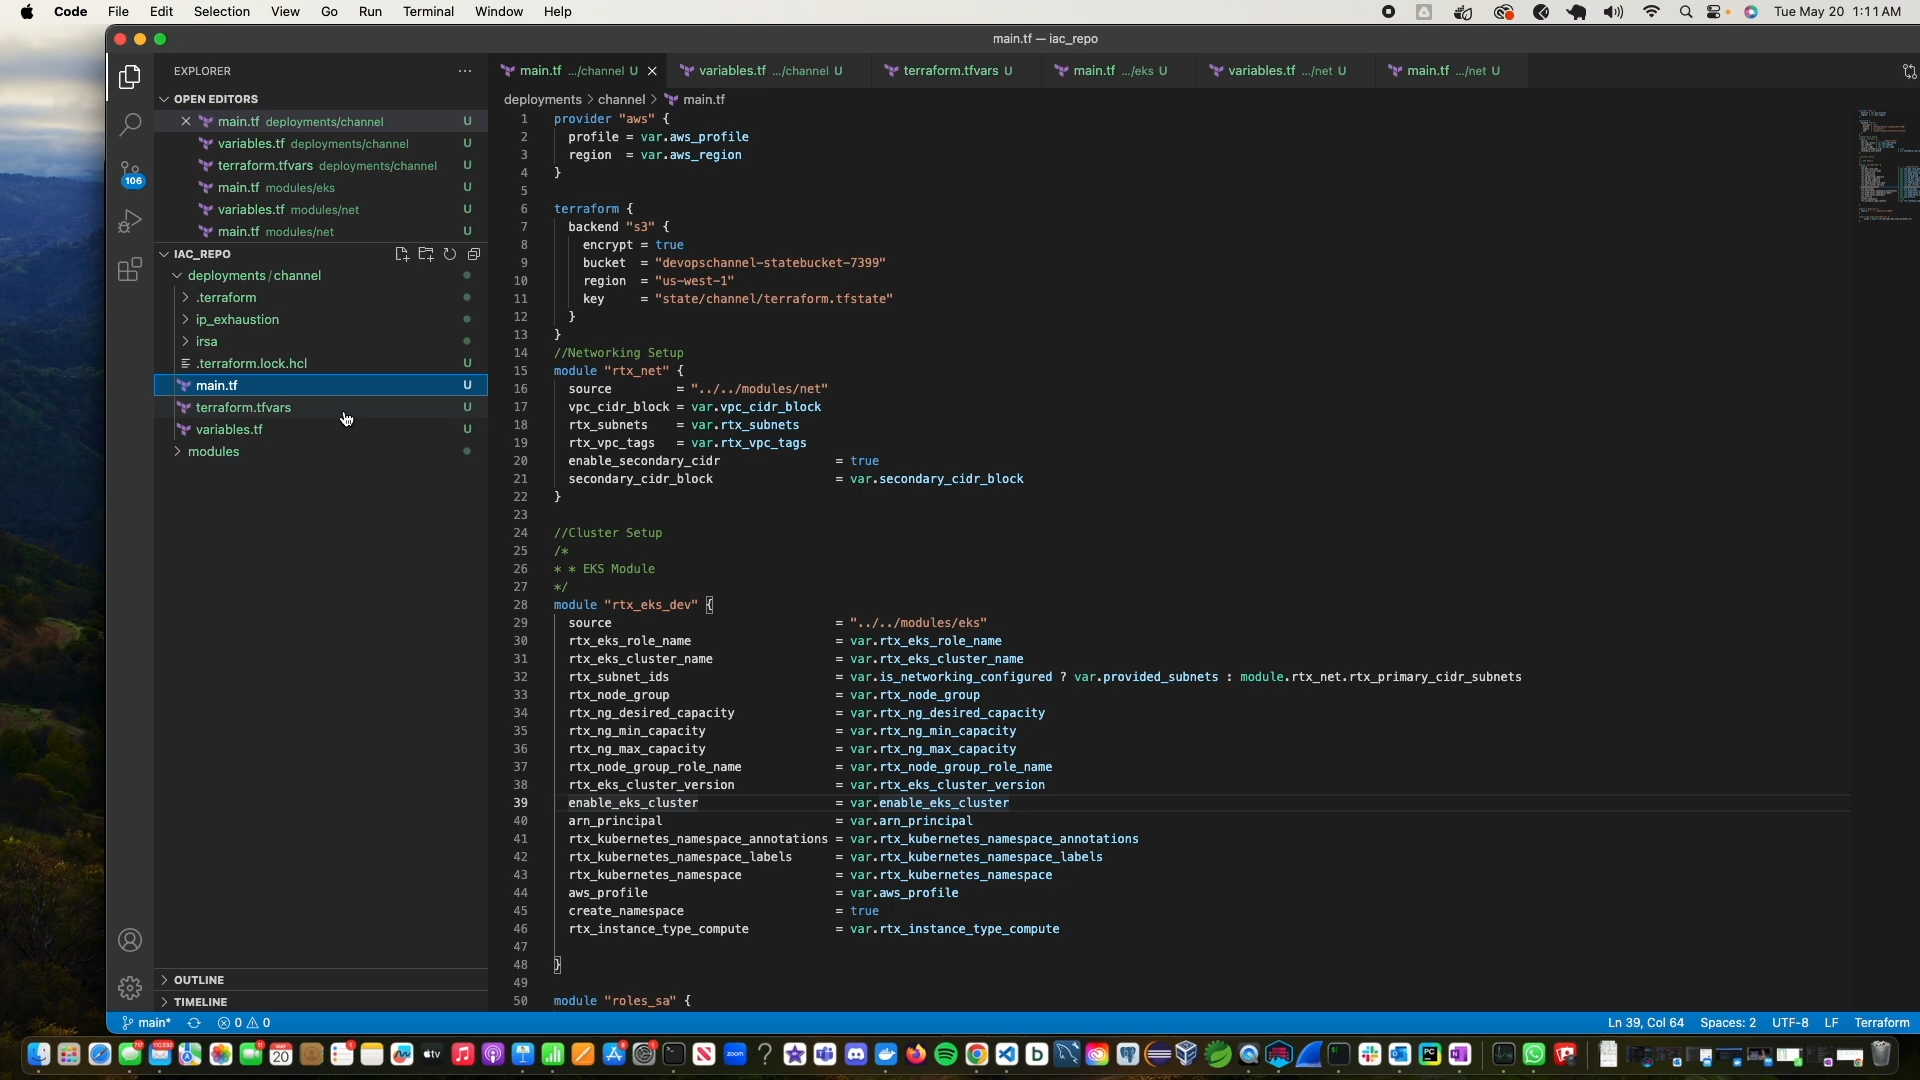 Code File Edit Selection View Go Run Terminal Window Help
Tue May 20 1:11 AM
main.tf — iac_repo
EXPLORER
main.tf .../channel U
variables.tf .../channel U
terraform.tfvars U
main.tf .../eks U
variables.tf .../net U
main.tf .../net U
OPEN EDITORS
deployments > channel > main.tf
main.tf deployments/channel U
variables.tf deployments/channel U
terraform.tfvars deployments/channel U
main.tf modules/eks U
variables.tf modules/net U
main.tf modules/net U
106
IAC_REPO
deployments/channel
.terraform
ip_exhaustion
irsa
.terraform.lock.hcl U
main.tf U
terraform.tfvars U
variables.tf U
modules
OUTLINE
TIMELINE
1 provider "aws" {
2 profile = var.aws_profile
3 region = var.aws_region
4 }
5
6 terraform {
7 backend "s3" {
8 encrypt = true
9 bucket = "devopschannel-statebucket-7399"
10 region = "us-west-1"
11 key = "state/channel/terraform.tfstate"
12 }
13 }
14 //Networking Setup
15 module "rtx_net" {
16 source = "../../modules/net"
17 vpc_cidr_block = var.vpc_cidr_block
18 rtx_subnets = var.rtx_subnets
19 rtx_vpc_tags = var.rtx_vpc_tags
20 enable_secondary_cidr = true
21 secondary_cidr_block = var.secondary_cidr_block
22 }
23
24 //Cluster Setup
25 /*
26 * * EKS Module
27 */
28 module "rtx_eks_dev" {
29 source = "../../modules/eks"
30 rtx_eks_role_name = var.rtx_eks_role_name
31 rtx_eks_cluster_name = var.rtx_eks_cluster_name
32 rtx_subnet_ids = var.is_networking_configured ? var.provided_subnets : module.rtx_net.rtx_primary_cidr_subnets
33 rtx_node_group = var.rtx_node_group
34 rtx_ng_desired_capacity = var.rtx_ng_desired_capacity
35 rtx_ng_min_capacity = var.rtx_ng_min_capacity
36 rtx_ng_max_capacity = var.rtx_ng_max_capacity
37 rtx_node_group_role_name = var.rtx_node_group_role_name
38 rtx_eks_cluster_version = var.rtx_eks_cluster_version
39 enable_eks_cluster = var.enable_eks_cluster
40 arn_principal = var.arn_principal
41 rtx_kubernetes_namespace_annotations = var.rtx_kubernetes_namespace_annotations
42 rtx_kubernetes_namespace_labels = var.rtx_kubernetes_namespace_labels
43 rtx_kubernetes_namespace = var.rtx_kubernetes_namespace
44 aws_profile = var.aws_profile
45 create_namespace = true
46 rtx_instance_type_compute = var.rtx_instance_type_compute
47
48 }
49
50 module "roles_sa" {
main* 0 0
Ln 39, Col 64 Spaces: 2 UTF-8 LF Terraform
MAY 20
tv
zoom
PC